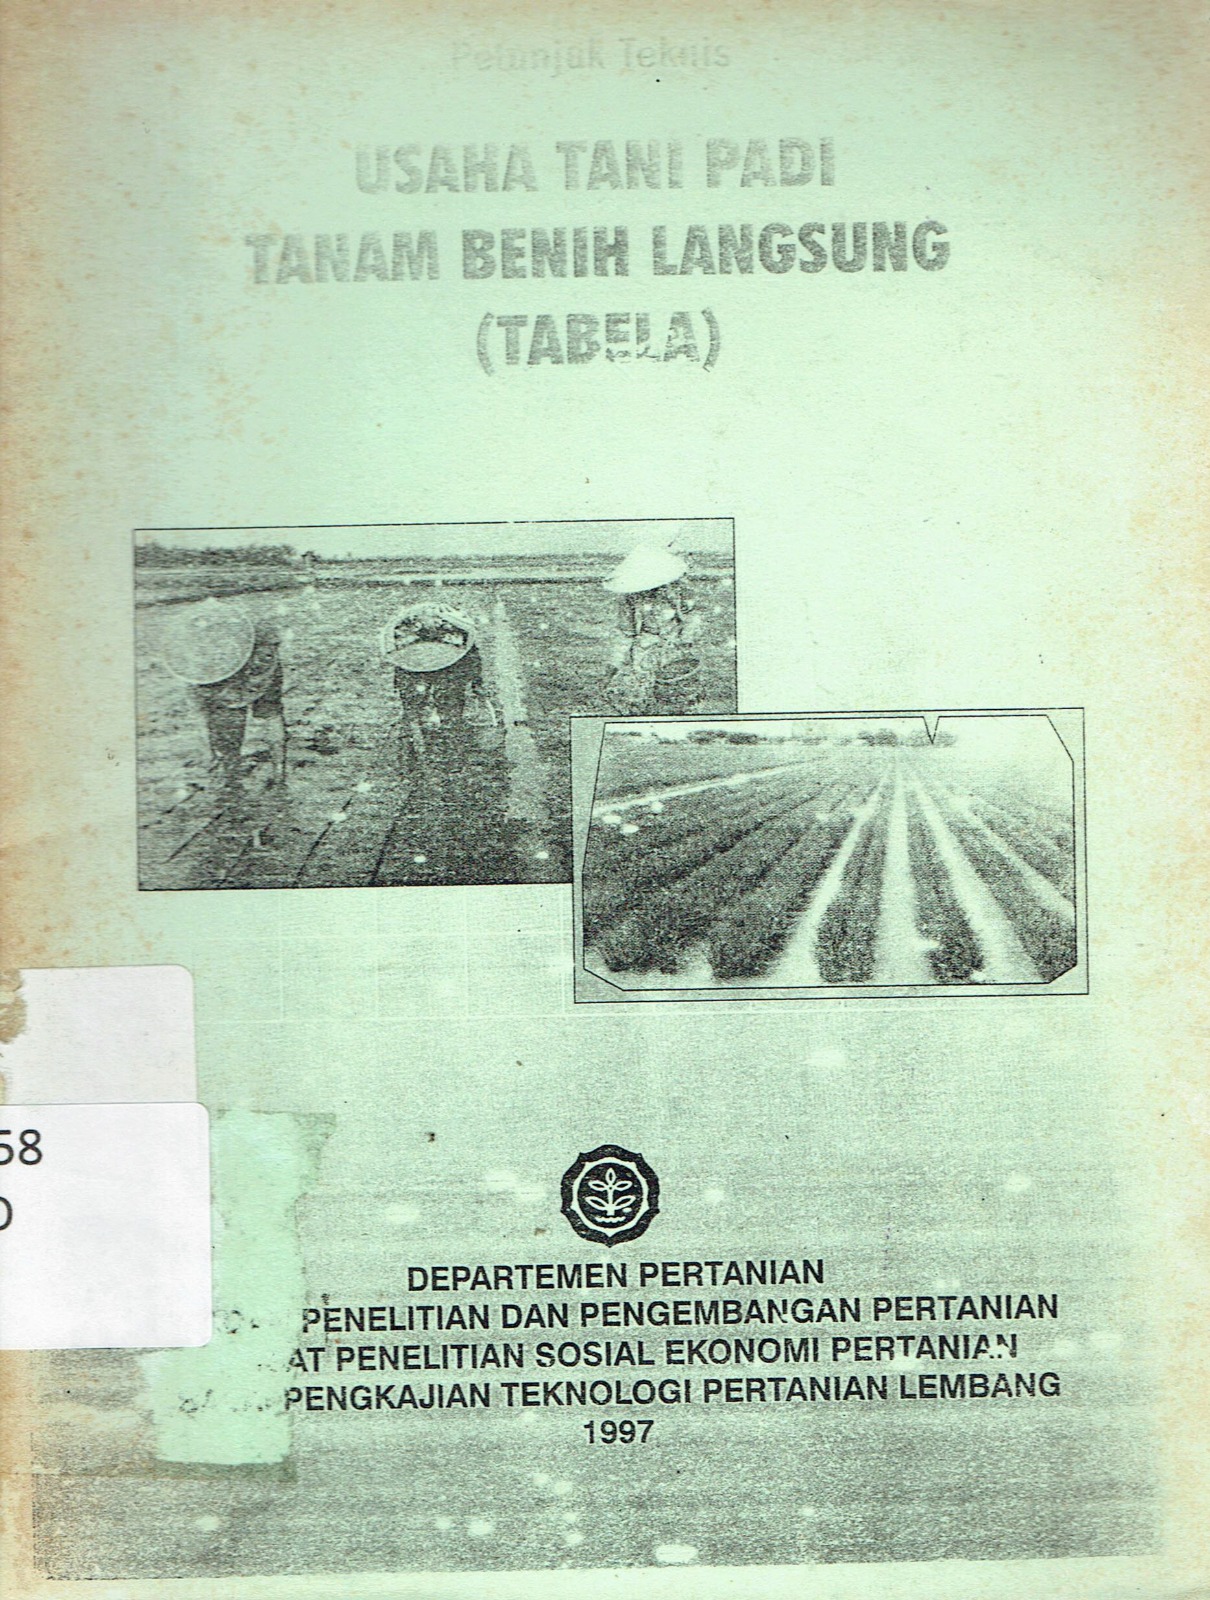 Petunjuk Teknis
USAHA TANI PADI
TANAM BENIH LANGSUNG
(TABELA)
58
DEPARTEMEN PERTANIAN
PENELITIAN DAN PENGEMBANGAN PERTANIAN
AT PENELITIAN SOSIAL EKONOMI PERTANIAN
PENGKAJIAN TEKNOLOGI PERTANIAN LEMBANG
1997